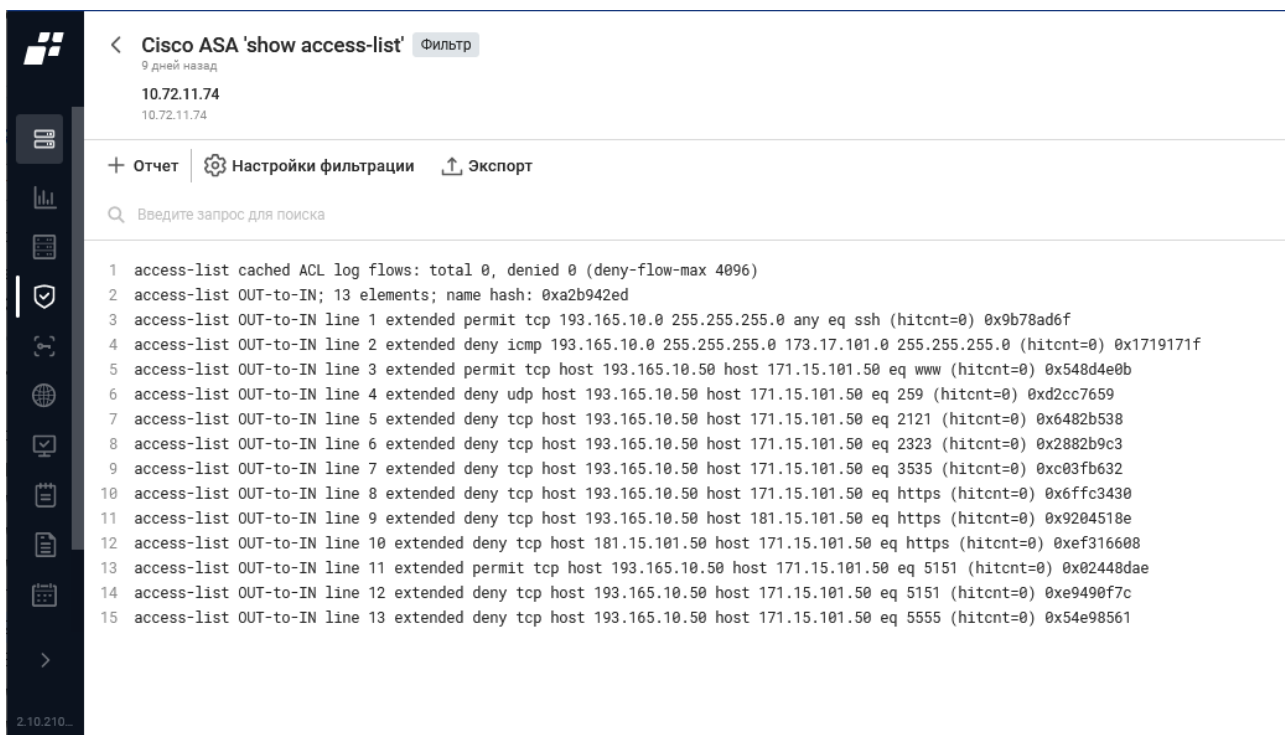 Cisco ASA 'show access-list' Фильтр
9 дней назад
10.72.11.74
10.72.11.74
Отчет Настройки фильтрации Экспорт
Введите запрос для поиска
1 access-list cached ACL log flows: total 0, denied 0 (deny-flow-max 4096)
2 access-list OUT-to-IN; 13 elements; name hash: 0xa2b942ed
3 access-list OUT-to-IN line 1 extended permit tcp 193.165.10.0 255.255.255.0 any eq ssh (hitcnt=0) 0x9b78ad6f
4 access-list OUT-to-IN line 2 extended deny icmp 193.165.10.0 255.255.255.0 173.17.101.0 255.255.255.0 (hitcnt=0) 0x1719171f
5 access-list OUT-to-IN line 3 extended permit tcp host 193.165.10.50 host 171.15.101.50 eq www (hitcnt=0) 0x548d4e0b
6 access-list OUT-to-IN line 4 extended deny udp host 193.165.10.50 host 171.15.101.50 eq 259 (hitcnt=0) 0xd2cc7659
7 access-list OUT-to-IN line 5 extended deny tcp host 193.165.10.50 host 171.15.101.50 eq 2121 (hitcnt=0) 0x6482b538
8 access-list OUT-to-IN line 6 extended deny tcp host 193.165.10.50 host 171.15.101.50 eq 2323 (hitcnt=0) 0x2882b9c3
9 access-list OUT-to-IN line 7 extended deny tcp host 193.165.10.50 host 171.15.101.50 eq 3535 (hitcnt=0) 0xc03fb632
10 access-list OUT-to-IN line 8 extended deny tcp host 193.165.10.50 host 171.15.101.50 eq https (hitcnt=0) 0x6ffc3430
11 access-list OUT-to-IN line 9 extended deny tcp host 193.165.10.50 host 181.15.101.50 eq https (hitcnt=0) 0x9204518e
12 access-list OUT-to-IN line 10 extended deny tcp host 181.15.101.50 host 171.15.101.50 eq https (hitcnt=0) 0xef316608
13 access-list OUT-to-IN line 11 extended permit tcp host 193.165.10.50 host 171.15.101.50 eq 5151 (hitcnt=0) 0x02448dae
14 access-list OUT-to-IN line 12 extended deny tcp host 193.165.10.50 host 171.15.101.50 eq 5151 (hitcnt=0) 0xe9490f7c
15 access-list OUT-to-IN line 13 extended deny tcp host 193.165.10.50 host 171.15.101.50 eq 5555 (hitcnt=0) 0x54e98561
2.10.210...